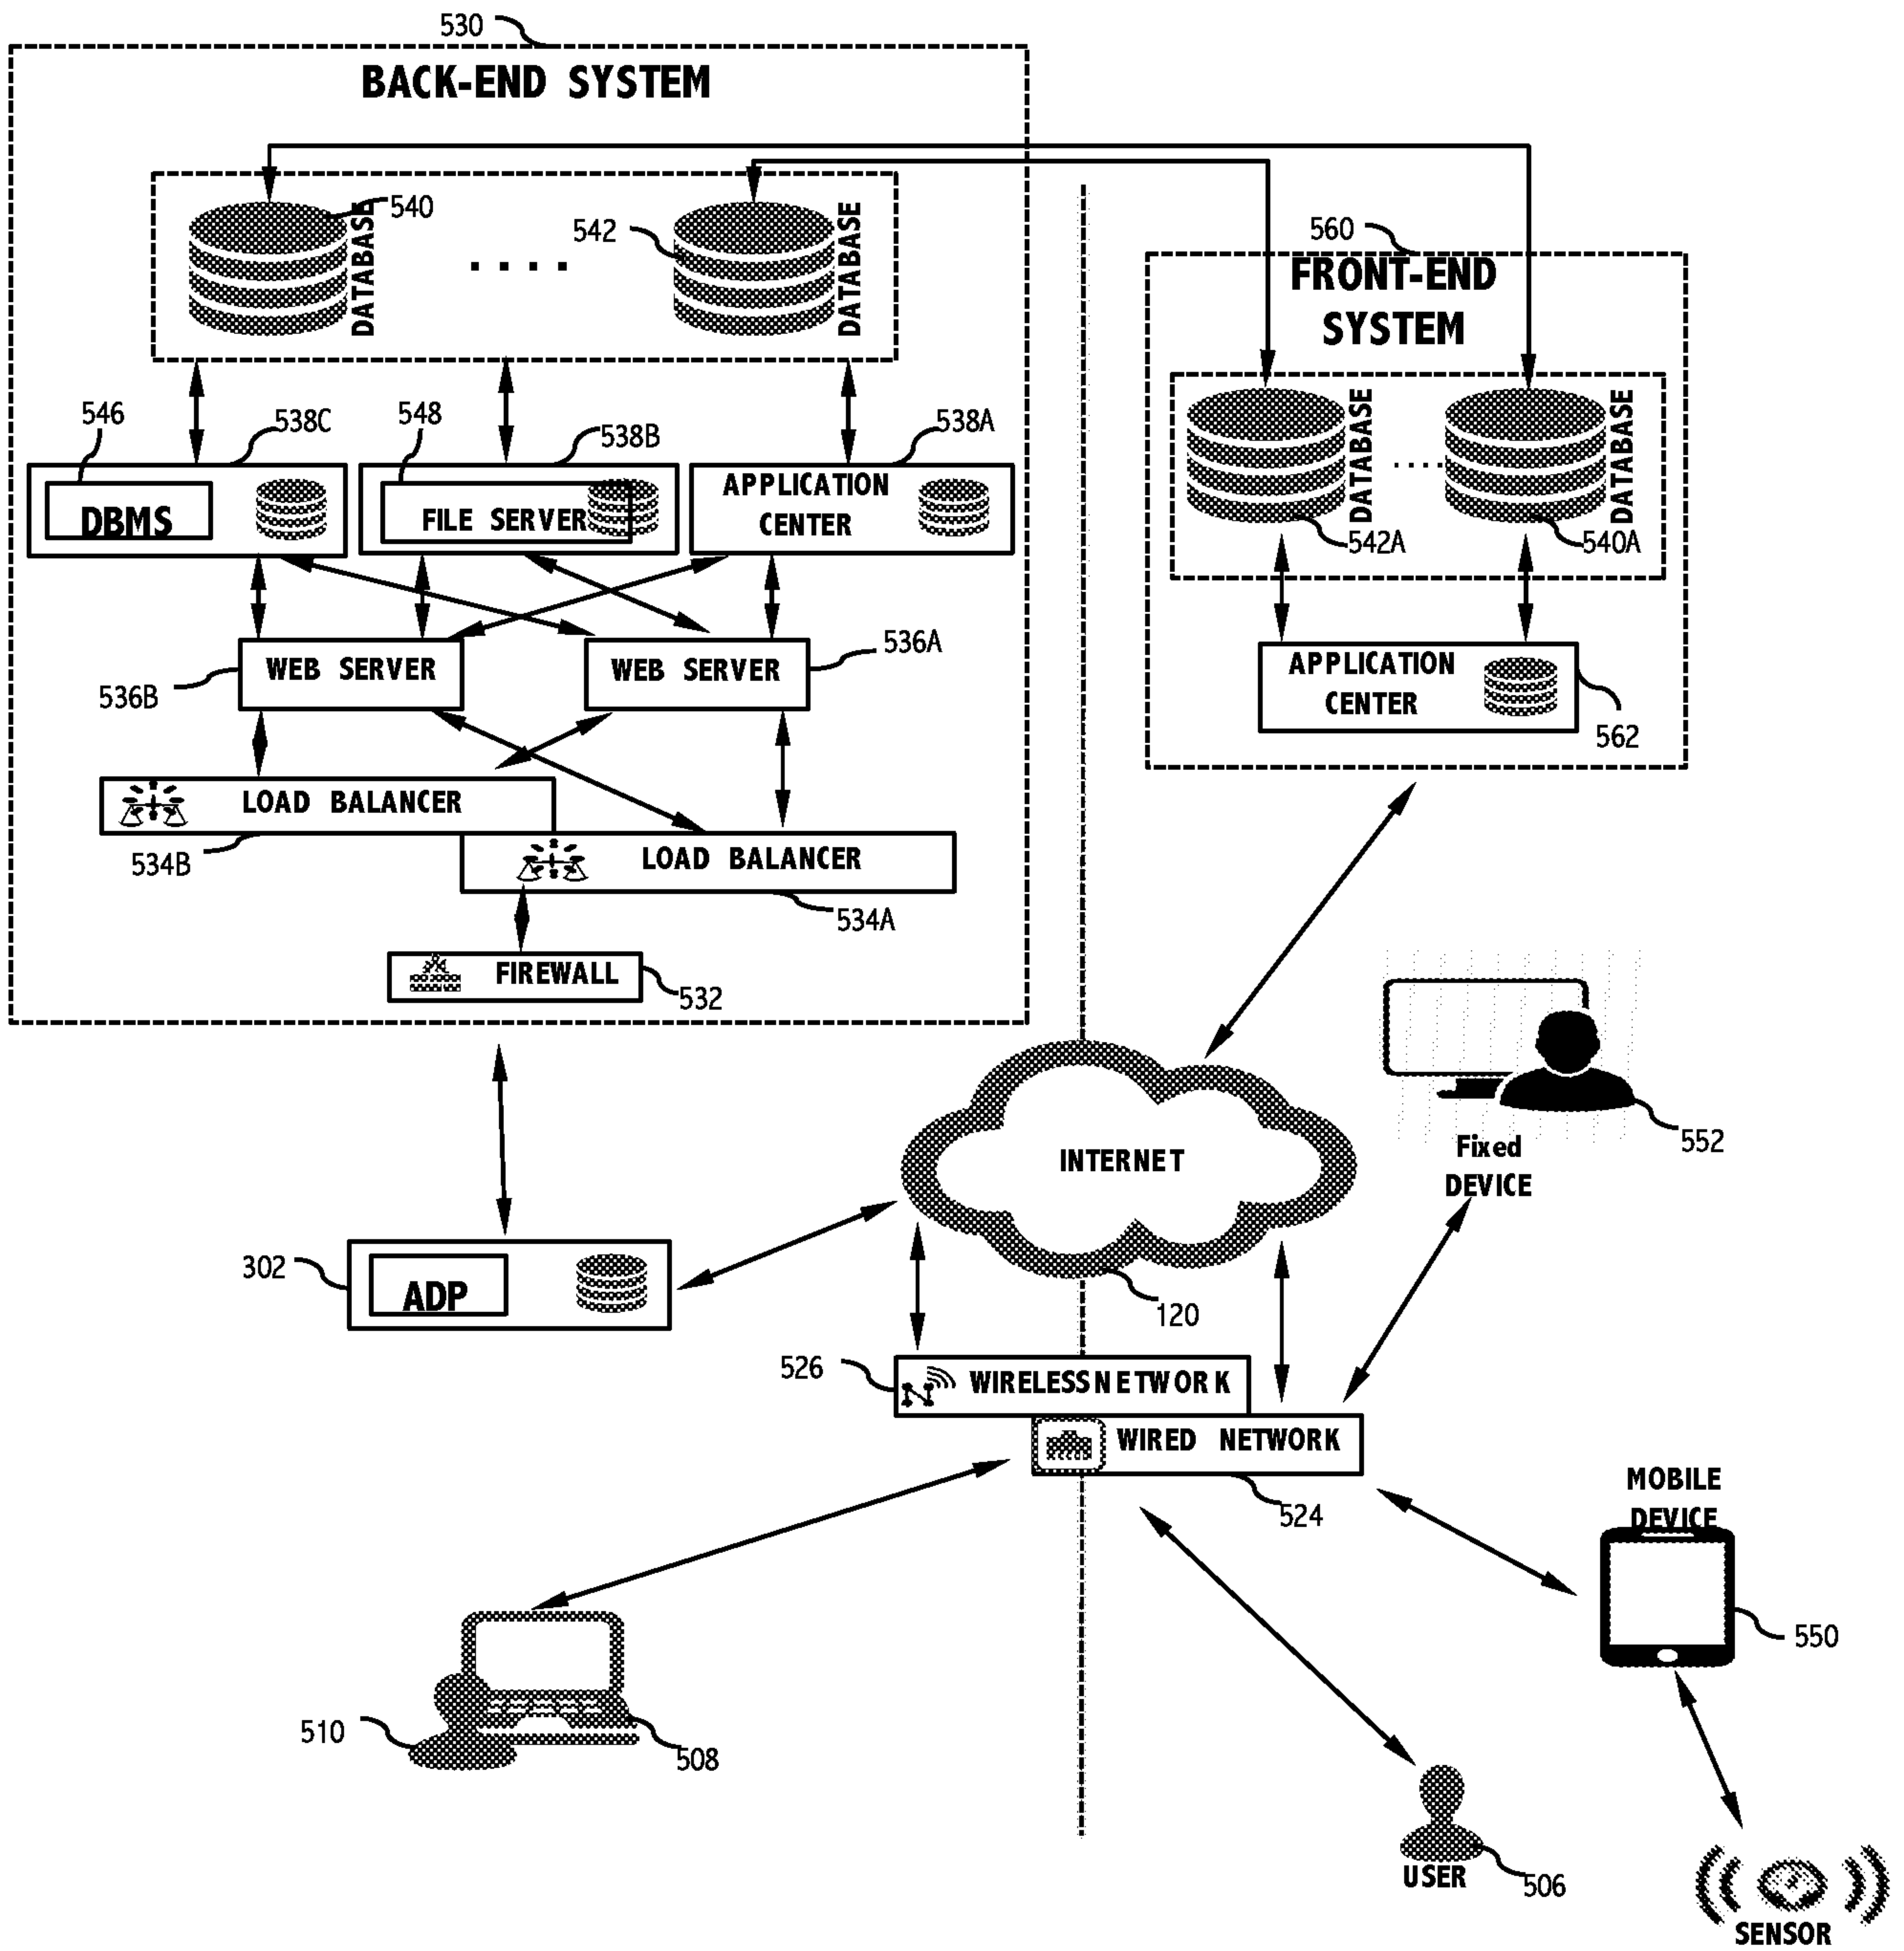 530
BACK-END SYSTEM
540
DATABASE
542
DATABASE
. . . .
560
FRONT-END
SYSTEM
546
538C
548
538B
538A
DBMS
FILE SERVER
APPLICATION
CENTER
DATABASE
....
DATABASE
542A
540A
WEB SERVER
WEB SERVER
536A
536B
APPLICATION
CENTER
562
LOAD BALANCER
534B
LOAD BALANCER
534A
FIREWALL
532
552
Fixed
DEVICE
INTERNET
302
ADP
120
526
WIRELESSNETWORK
WIRED NETWORK
524
MOBILE
DEVICE
550
510
508
USER
506
SENSOR